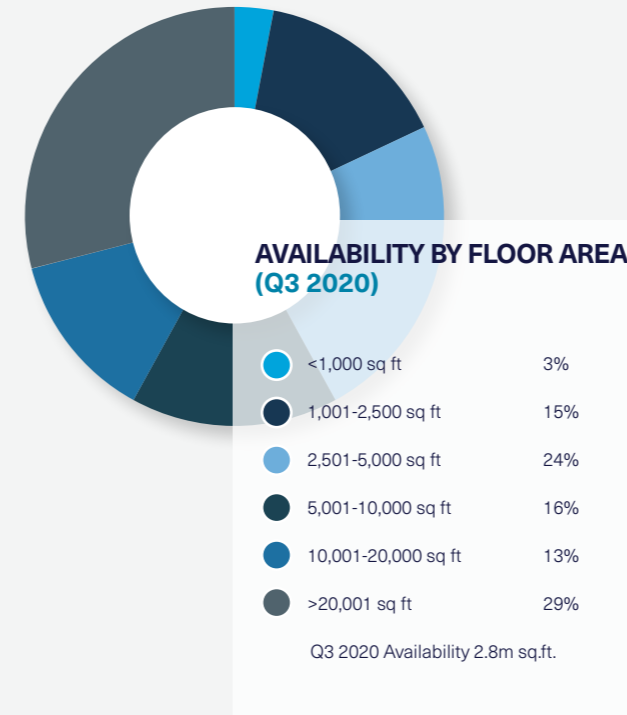 AVAILABILITY BY FLOOR AREA
(Q3 2020)
<1,000 sq ft 3%
1,001-2,500 sq ft 15%
2,501-5,000 sq ft 24%
5,001-10,000 sq ft 16%
10,001-20,000 sq ft 13%
>20,001 sq ft 29%
Q3 2020 Availability 2.8m sq.ft.